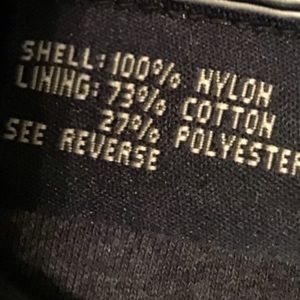 SHELL: 100% NYLON
LINING: 73% COTTON
27% POLYESTER
SEE REVERSE